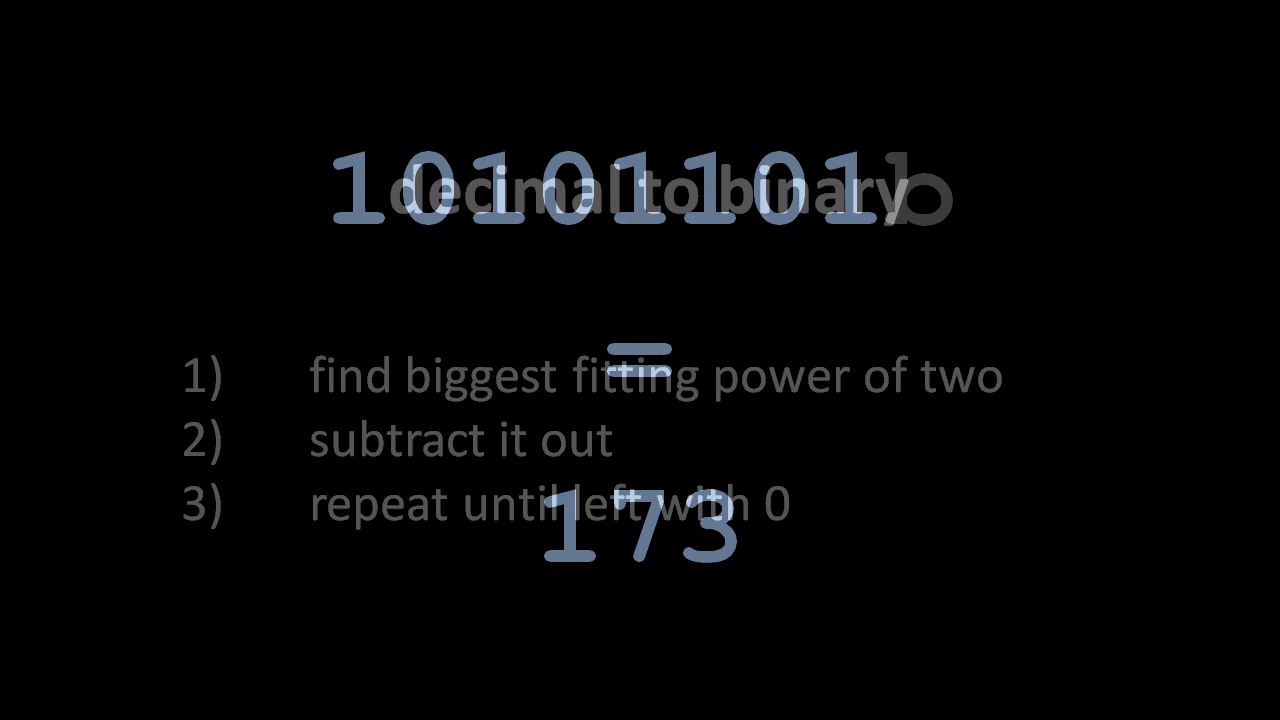 10101101b
decimal to binary
=
1) find biggest fitting power of two
2) subtract it out
3) repeat until left with 0
173